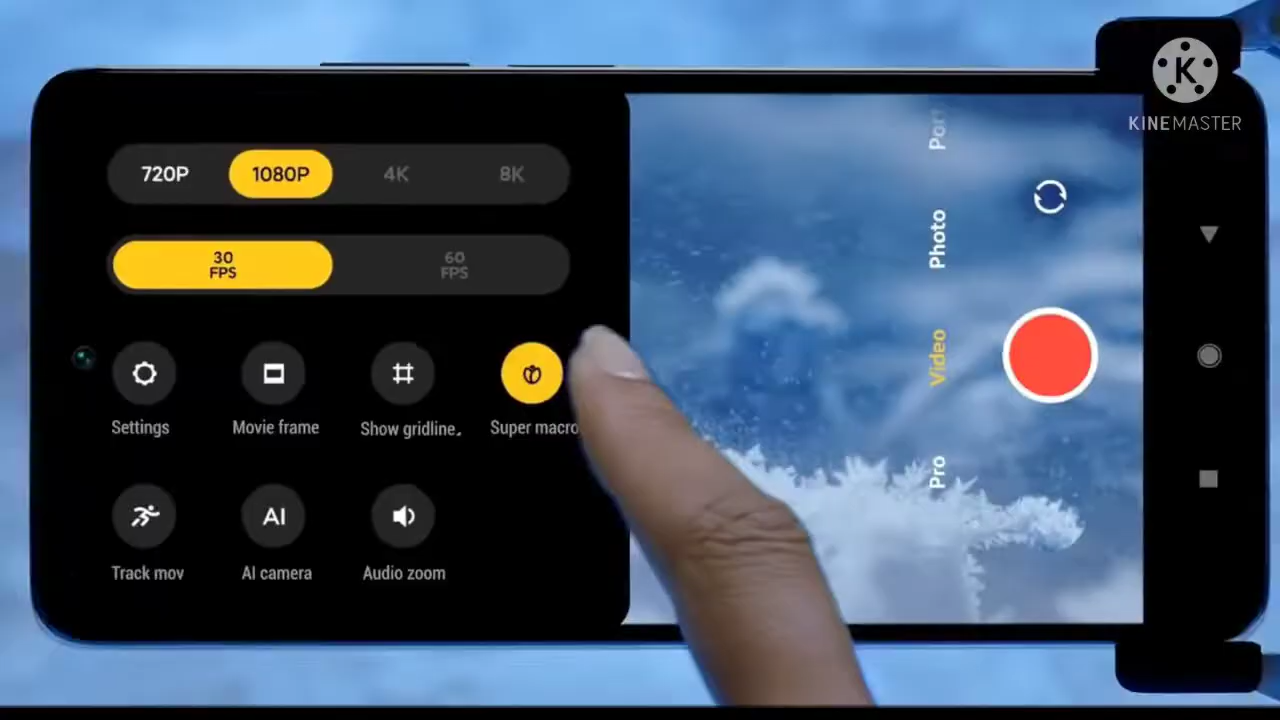 720P 1080P 4K 8K
30 FPS
60 FPS
Settings
Movie frame
Show gridline.
Super macro
Track mov
AI
AI camera
Audio zoom
Port
Photo
Video
Pro
K
KINEMASTER